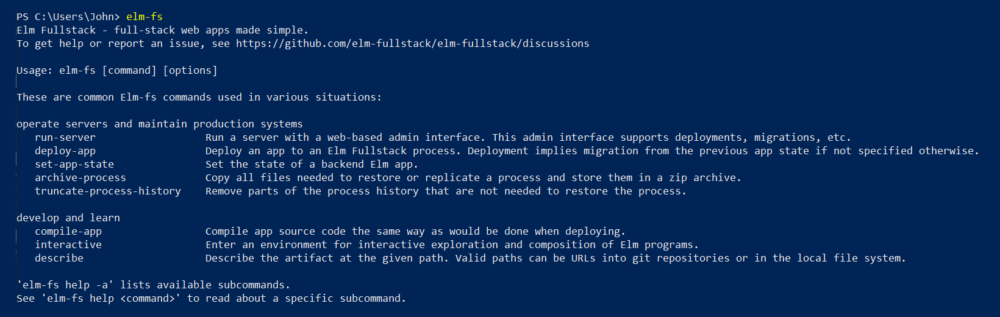 PS C:\Users\John> elm-fs
Elm Fullstack - full-stack web apps made simple.
To get help or report an issue, see https://github.com/elm-fullstack/elm-fullstack/discussions
Usage: elm-fs [command] [options]
These are common Elm-fs commands used in various situations:
operate servers and maintain production systems
run-server Run a server with a web-based admin interface. This admin interface supports deployments, migrations, etc.
deploy-app Deploy an app to an Elm Fullstack process. Deployment implies migration from the previous app state if not specified otherwise.
set-app-state Set the state of a backend Elm app.
archive-process Copy all files needed to restore or replicate a process and store them in a zip archive.
truncate-process-history Remove parts of the process history that are not needed to restore the process.
develop and learn
compile-app Compile app source code the same way as would be done when deploying.
interactive Enter an environment for interactive exploration and composition of Elm programs.
describe Describe the artifact at the given path. Valid paths can be URLs into git repositories or in the local file system.
'elm-fs help -a' lists available subcommands.
See 'elm-fs help <command>' to read about a specific subcommand.